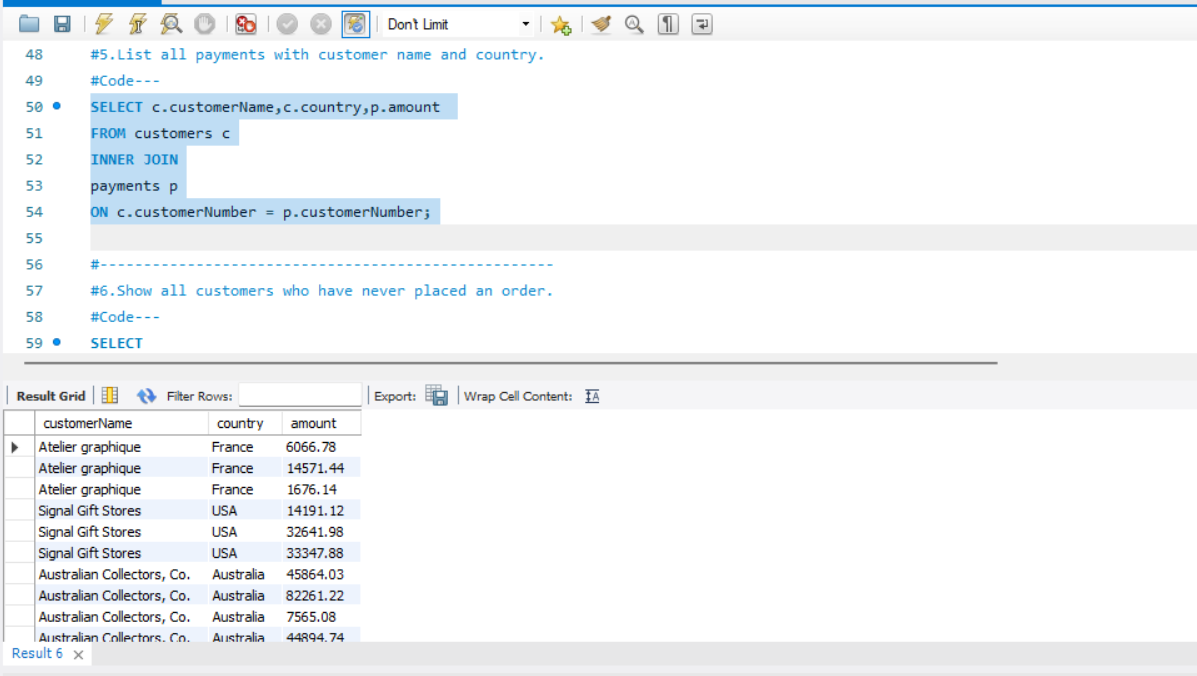 Don't Limit
48 #5.List all payments with customer name and country.
49 #Code---
50 SELECT c.customerName,c.country,p.amount
51 FROM customers c
52 INNER JOIN
53 payments p
54 ON c.customerNumber = p.customerNumber;
55
56 #----------------------------------------------------
57 #6.Show all customers who have never placed an order.
58 #Code---
59 SELECT
Result Grid Filter Rows: Export: Wrap Cell Content:
customerName country amount
Atelier graphique France 6066.78
Atelier graphique France 14571.44
Atelier graphique France 1676.14
Signal Gift Stores USA 14191.12
Signal Gift Stores USA 32641.98
Signal Gift Stores USA 33347.88
Australian Collectors, Co. Australia 45864.03
Australian Collectors, Co. Australia 82261.22
Australian Collectors, Co. Australia 7565.08
Australian Collectors, Co. Australia 44894.74
Result 6